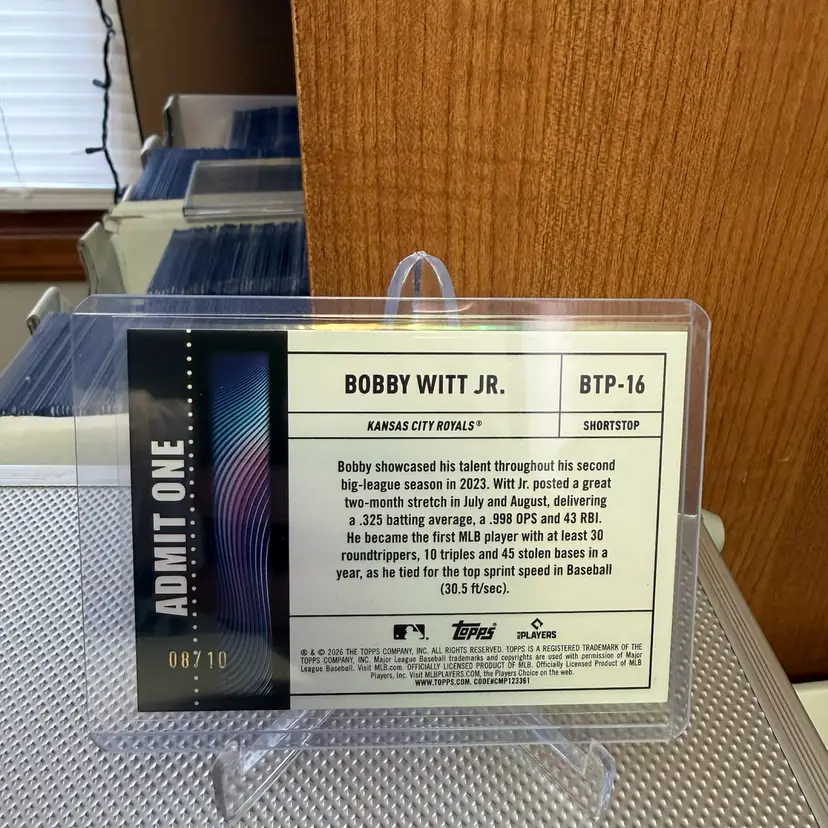 ADMIT ONE
08/10
BOBBY WITT JR.
BTP-16
KANSAS CITY ROYALS®
SHORTSTOP
Bobby showcased his talent throughout his second
big-league season in 2023. Witt Jr. posted a great
two-month stretch in July and August, delivering
a .325 batting average, a .998 OPS and 43 RBI.
He became the first MLB player with at least 30
roundtrippers, 10 triples and 45 stolen bases in a
year, as he tied for the top sprint speed in Baseball
(30.5 ft/sec).
TOPPS®
PLAYERS
® & © 2026 THE TOPPS COMPANY, INC. ALL RIGHTS RESERVED. TOPPS IS A REGISTERED TRADEMARK OF THE
TOPPS COMPANY, INC. Major League Baseball trademarks and copyrights are used with permission of Major
League Baseball. Visit MLB.com. OFFICIALLY LICENSED PRODUCT OF MLB. Officially Licensed Product of MLB
Players, Inc. Visit MLBPLAYERS.COM, the Players Choice on the web.
WWW.TOPPS.COM. CODE#CMP123361